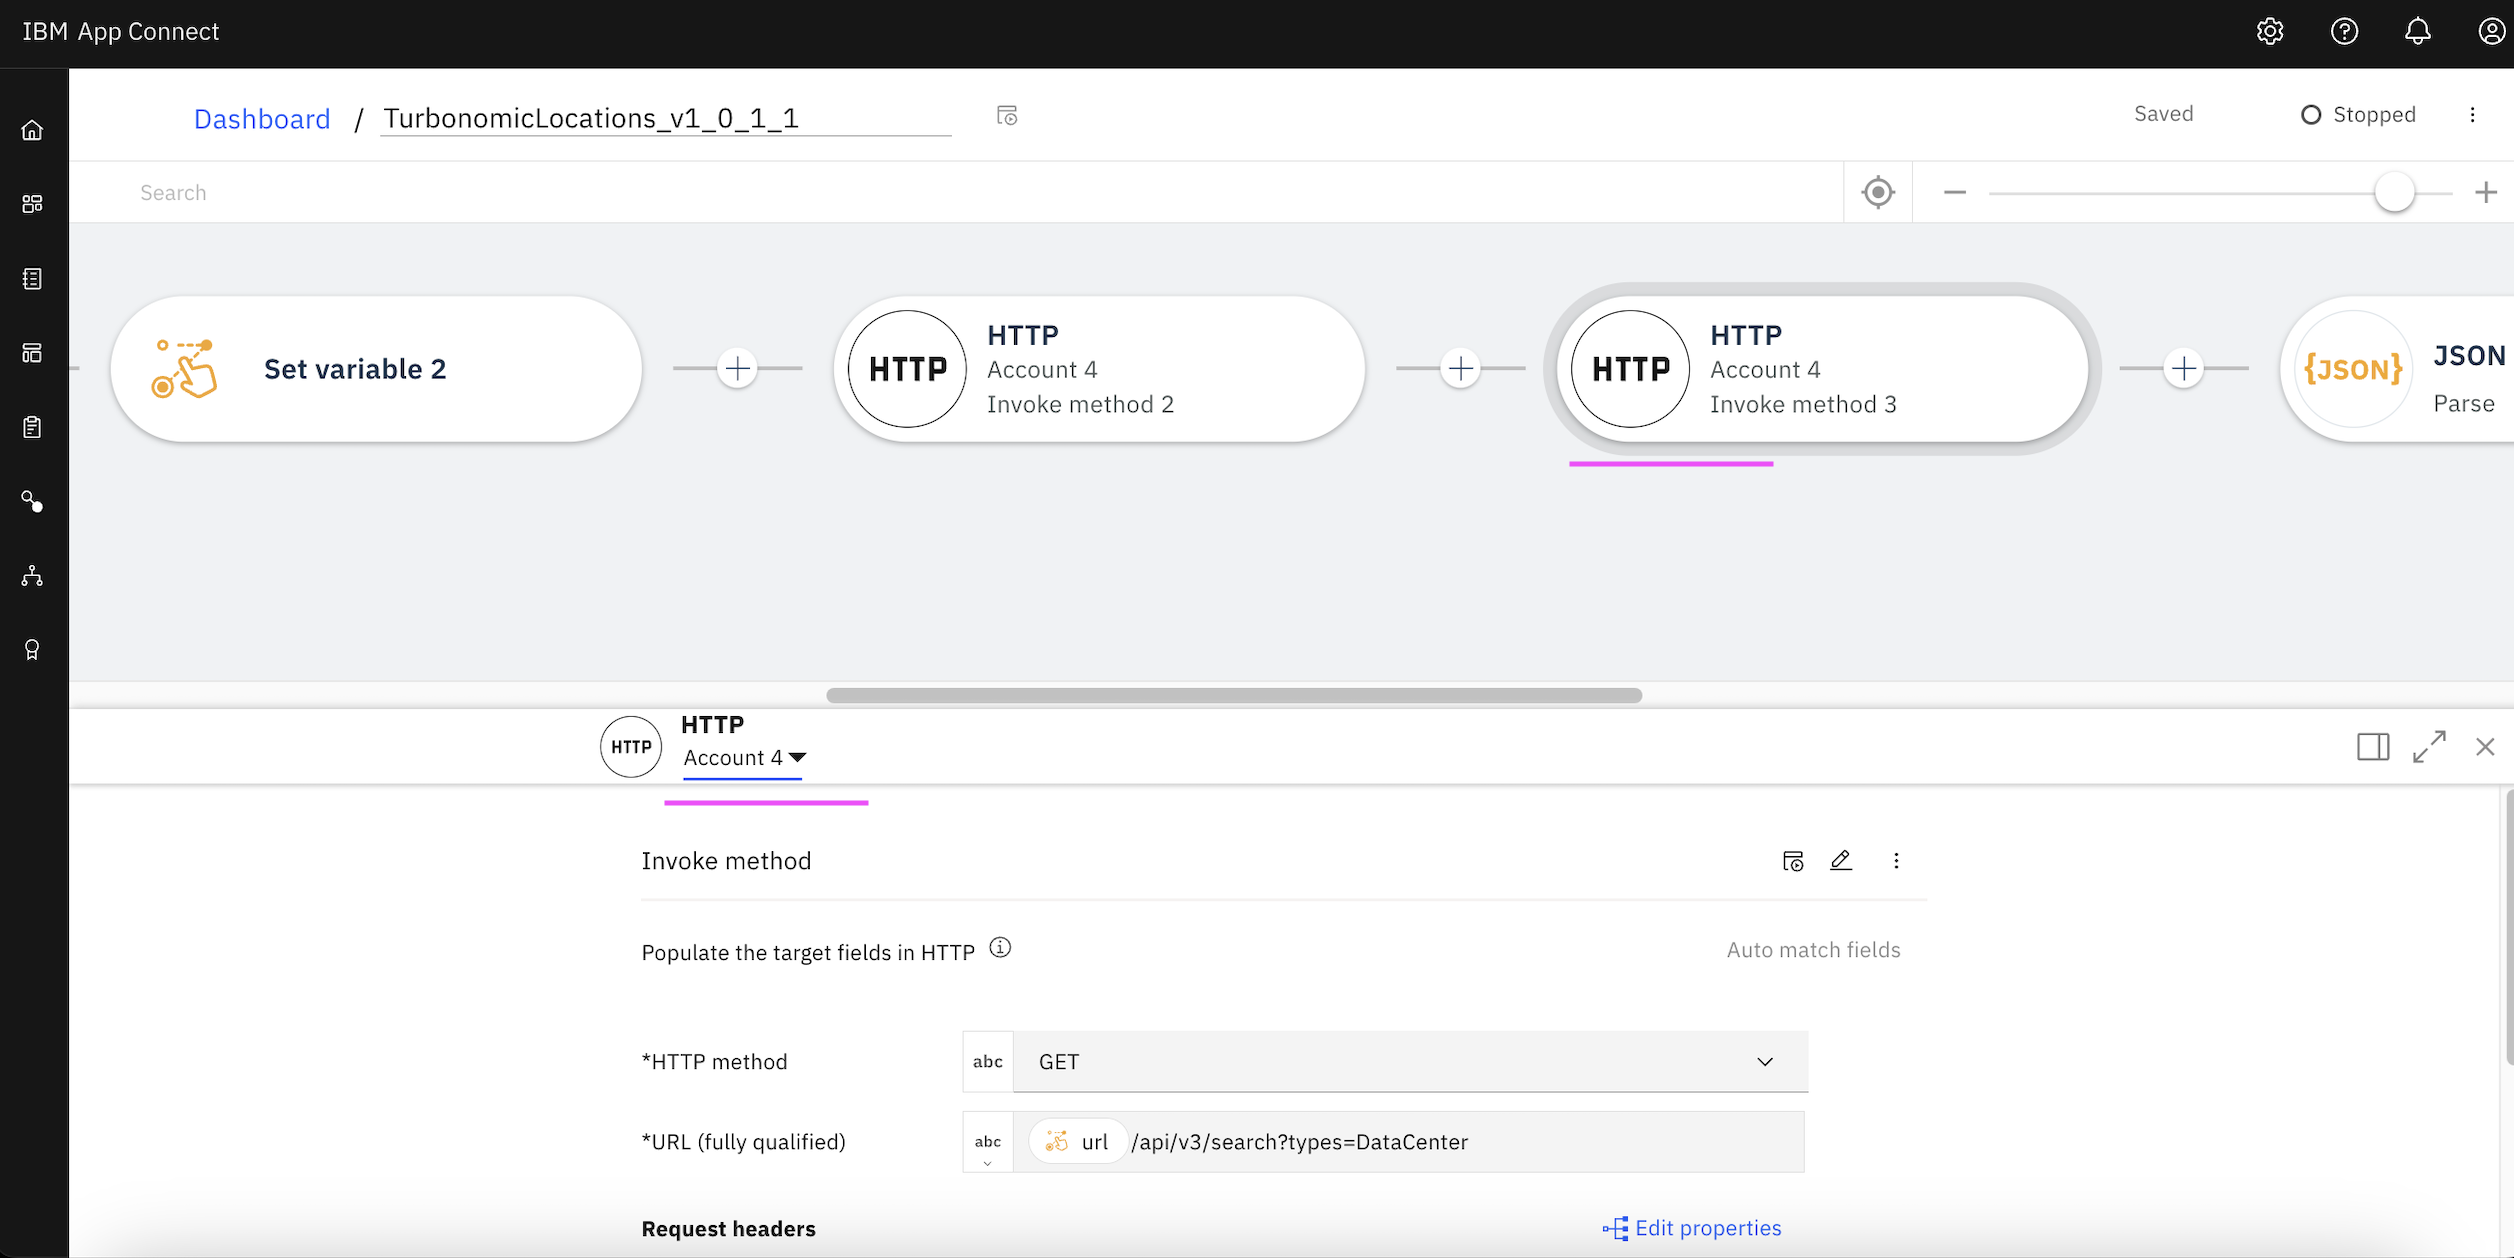 IBM App Connect
Dashboard / TurbonomicLocations_v1_0_1_1
Saved
Stopped
Search
Set variable 2
HTTP
HTTP
Account 4
Invoke method 2
HTTP
HTTP
Account 4
Invoke method 3
{JSON}
JSON
Parse
HTTP
HTTP
Account 4
Invoke method
Populate the target fields in HTTP
Auto match fields
*HTTP method
abc
GET
*URL (fully qualified)
abc
url /api/v3/search?types=DataCenter
Request headers
Edit properties